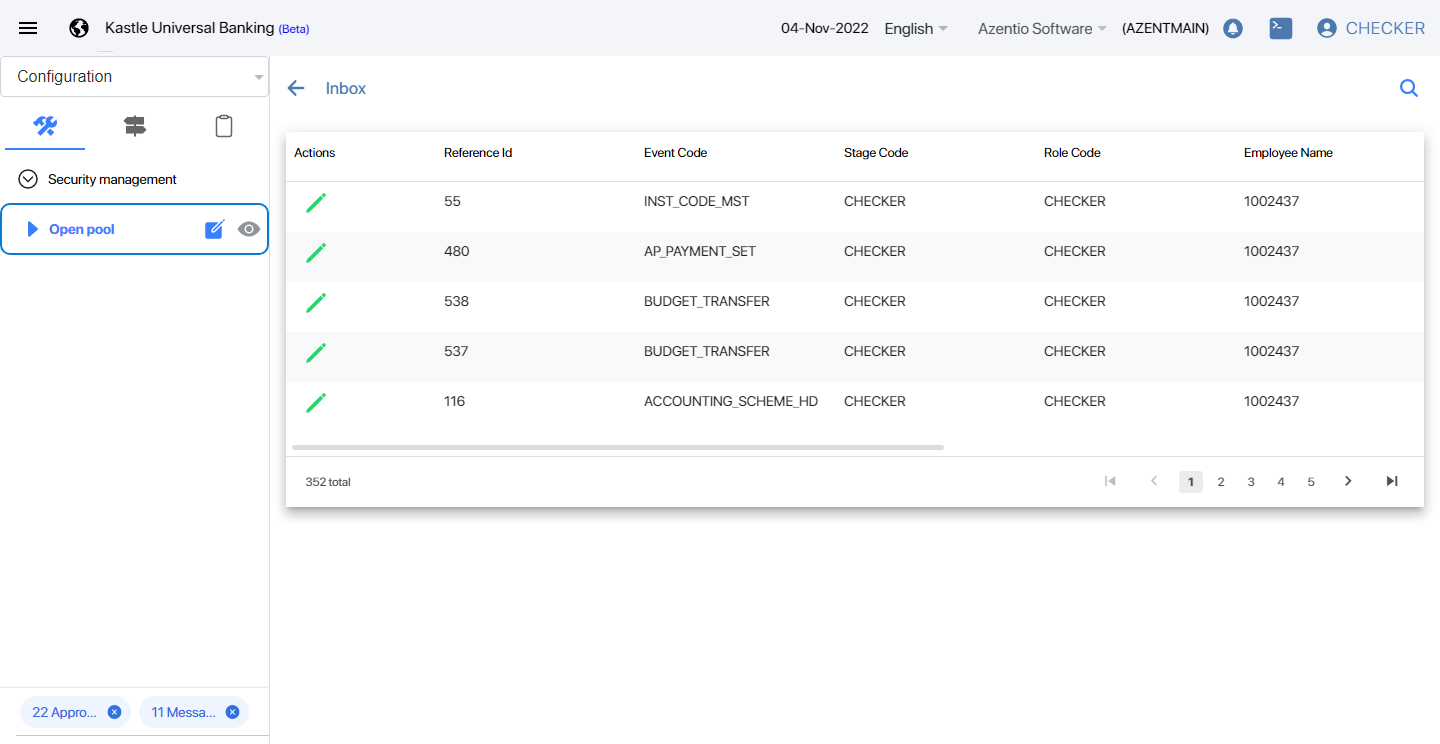 Kastle Universal Banking (Beta)
04-Nov-2022 English Azentio Software (AZENTMAIN) CHECKER
Configuration
Security management
Open pool
22 Appro...
11 Messa...
Inbox
Actions Reference Id Event Code Stage Code Role Code Employee Name
55 INST_CODE_MST CHECKER CHECKER 1002437
480 AP_PAYMENT_SET CHECKER CHECKER 1002437
538 BUDGET_TRANSFER CHECKER CHECKER 1002437
537 BUDGET_TRANSFER CHECKER CHECKER 1002437
116 ACCOUNTING_SCHEME_HD CHECKER CHECKER 1002437
352 total 1 2 3 4 5